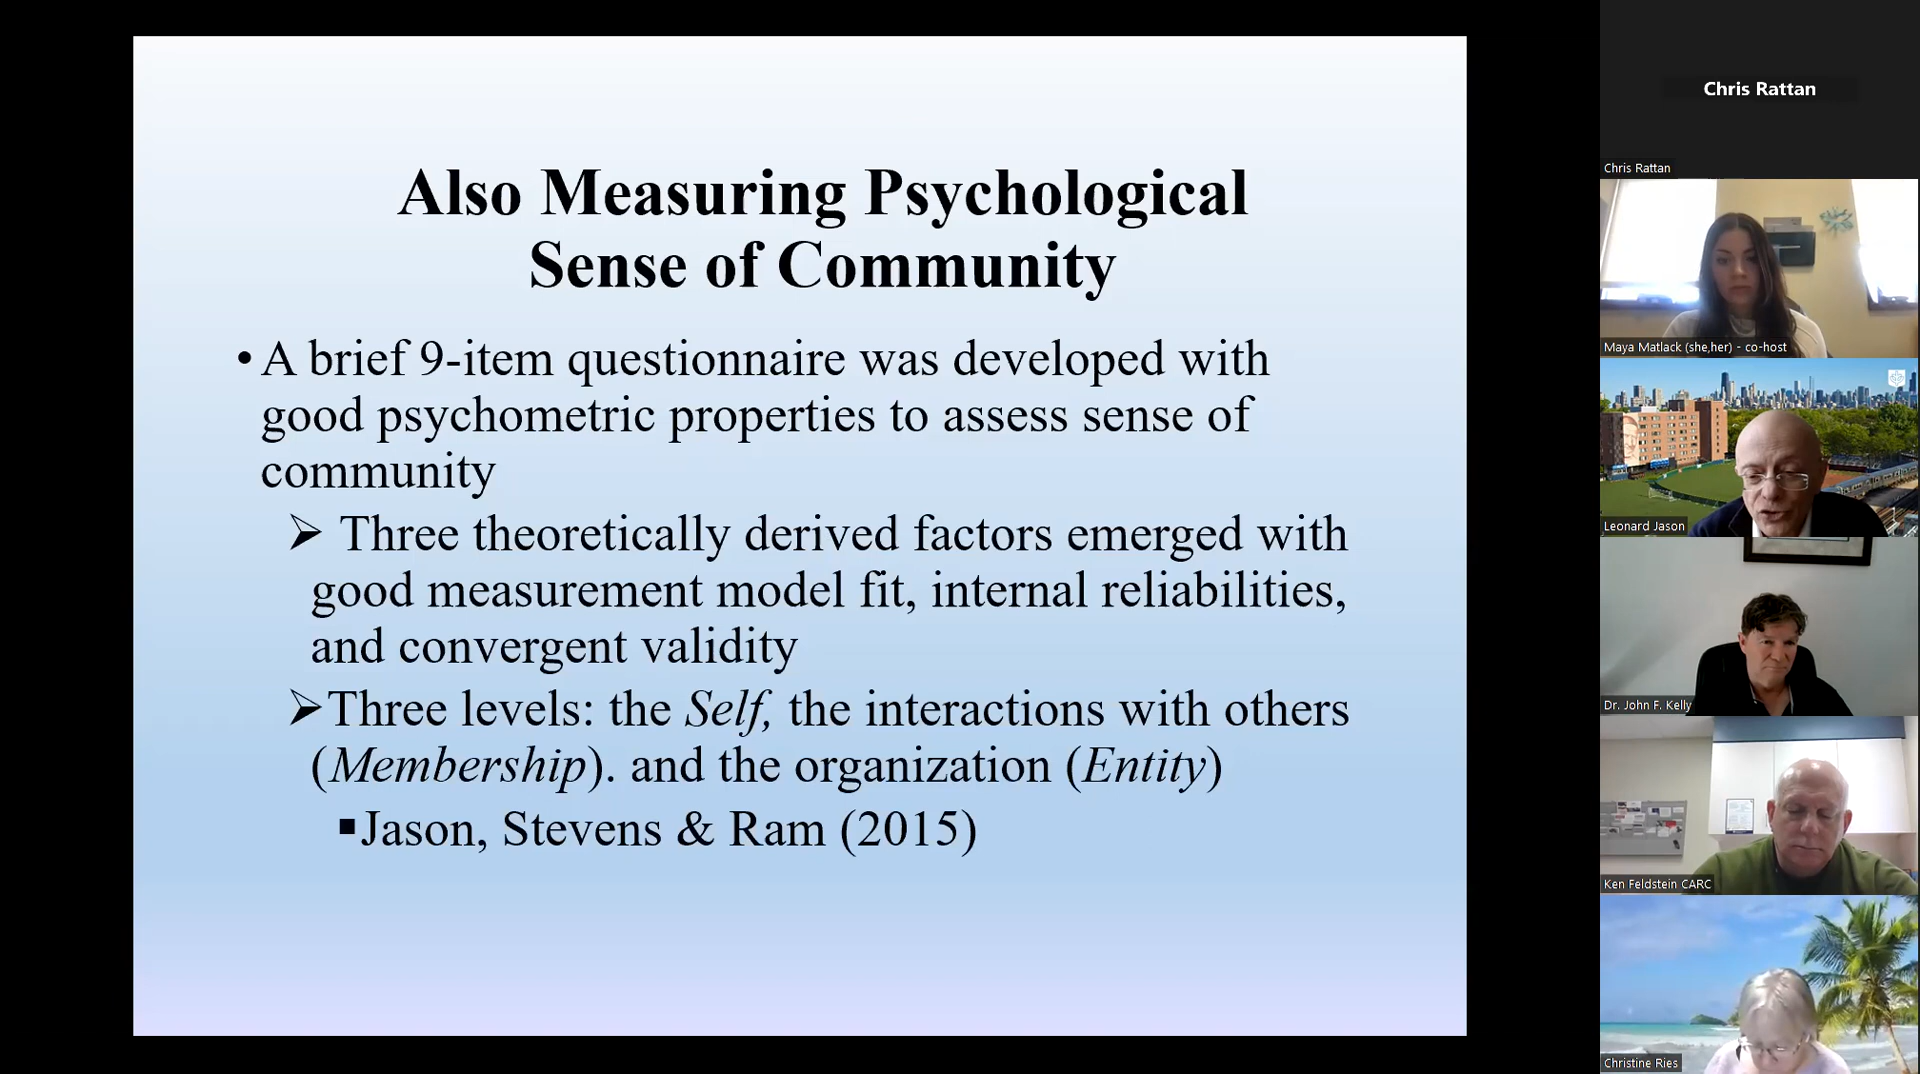 Also Measuring Psychological
Sense of Community
• A brief 9-item questionnaire was developed with
good psychometric properties to assess sense of
community
➢ Three theoretically derived factors emerged with
good measurement model fit, internal reliabilities,
and convergent validity
➢Three levels: the Self, the interactions with others
(Membership). and the organization (Entity)
▪Jason, Stevens & Ram (2015)
Chris Rattan
Chris Rattan
Maya Matlack (she,her) - co-host
Leonard Jason
Dr. John F. Kelly
Ken Feldstein CARC
Christine Ries